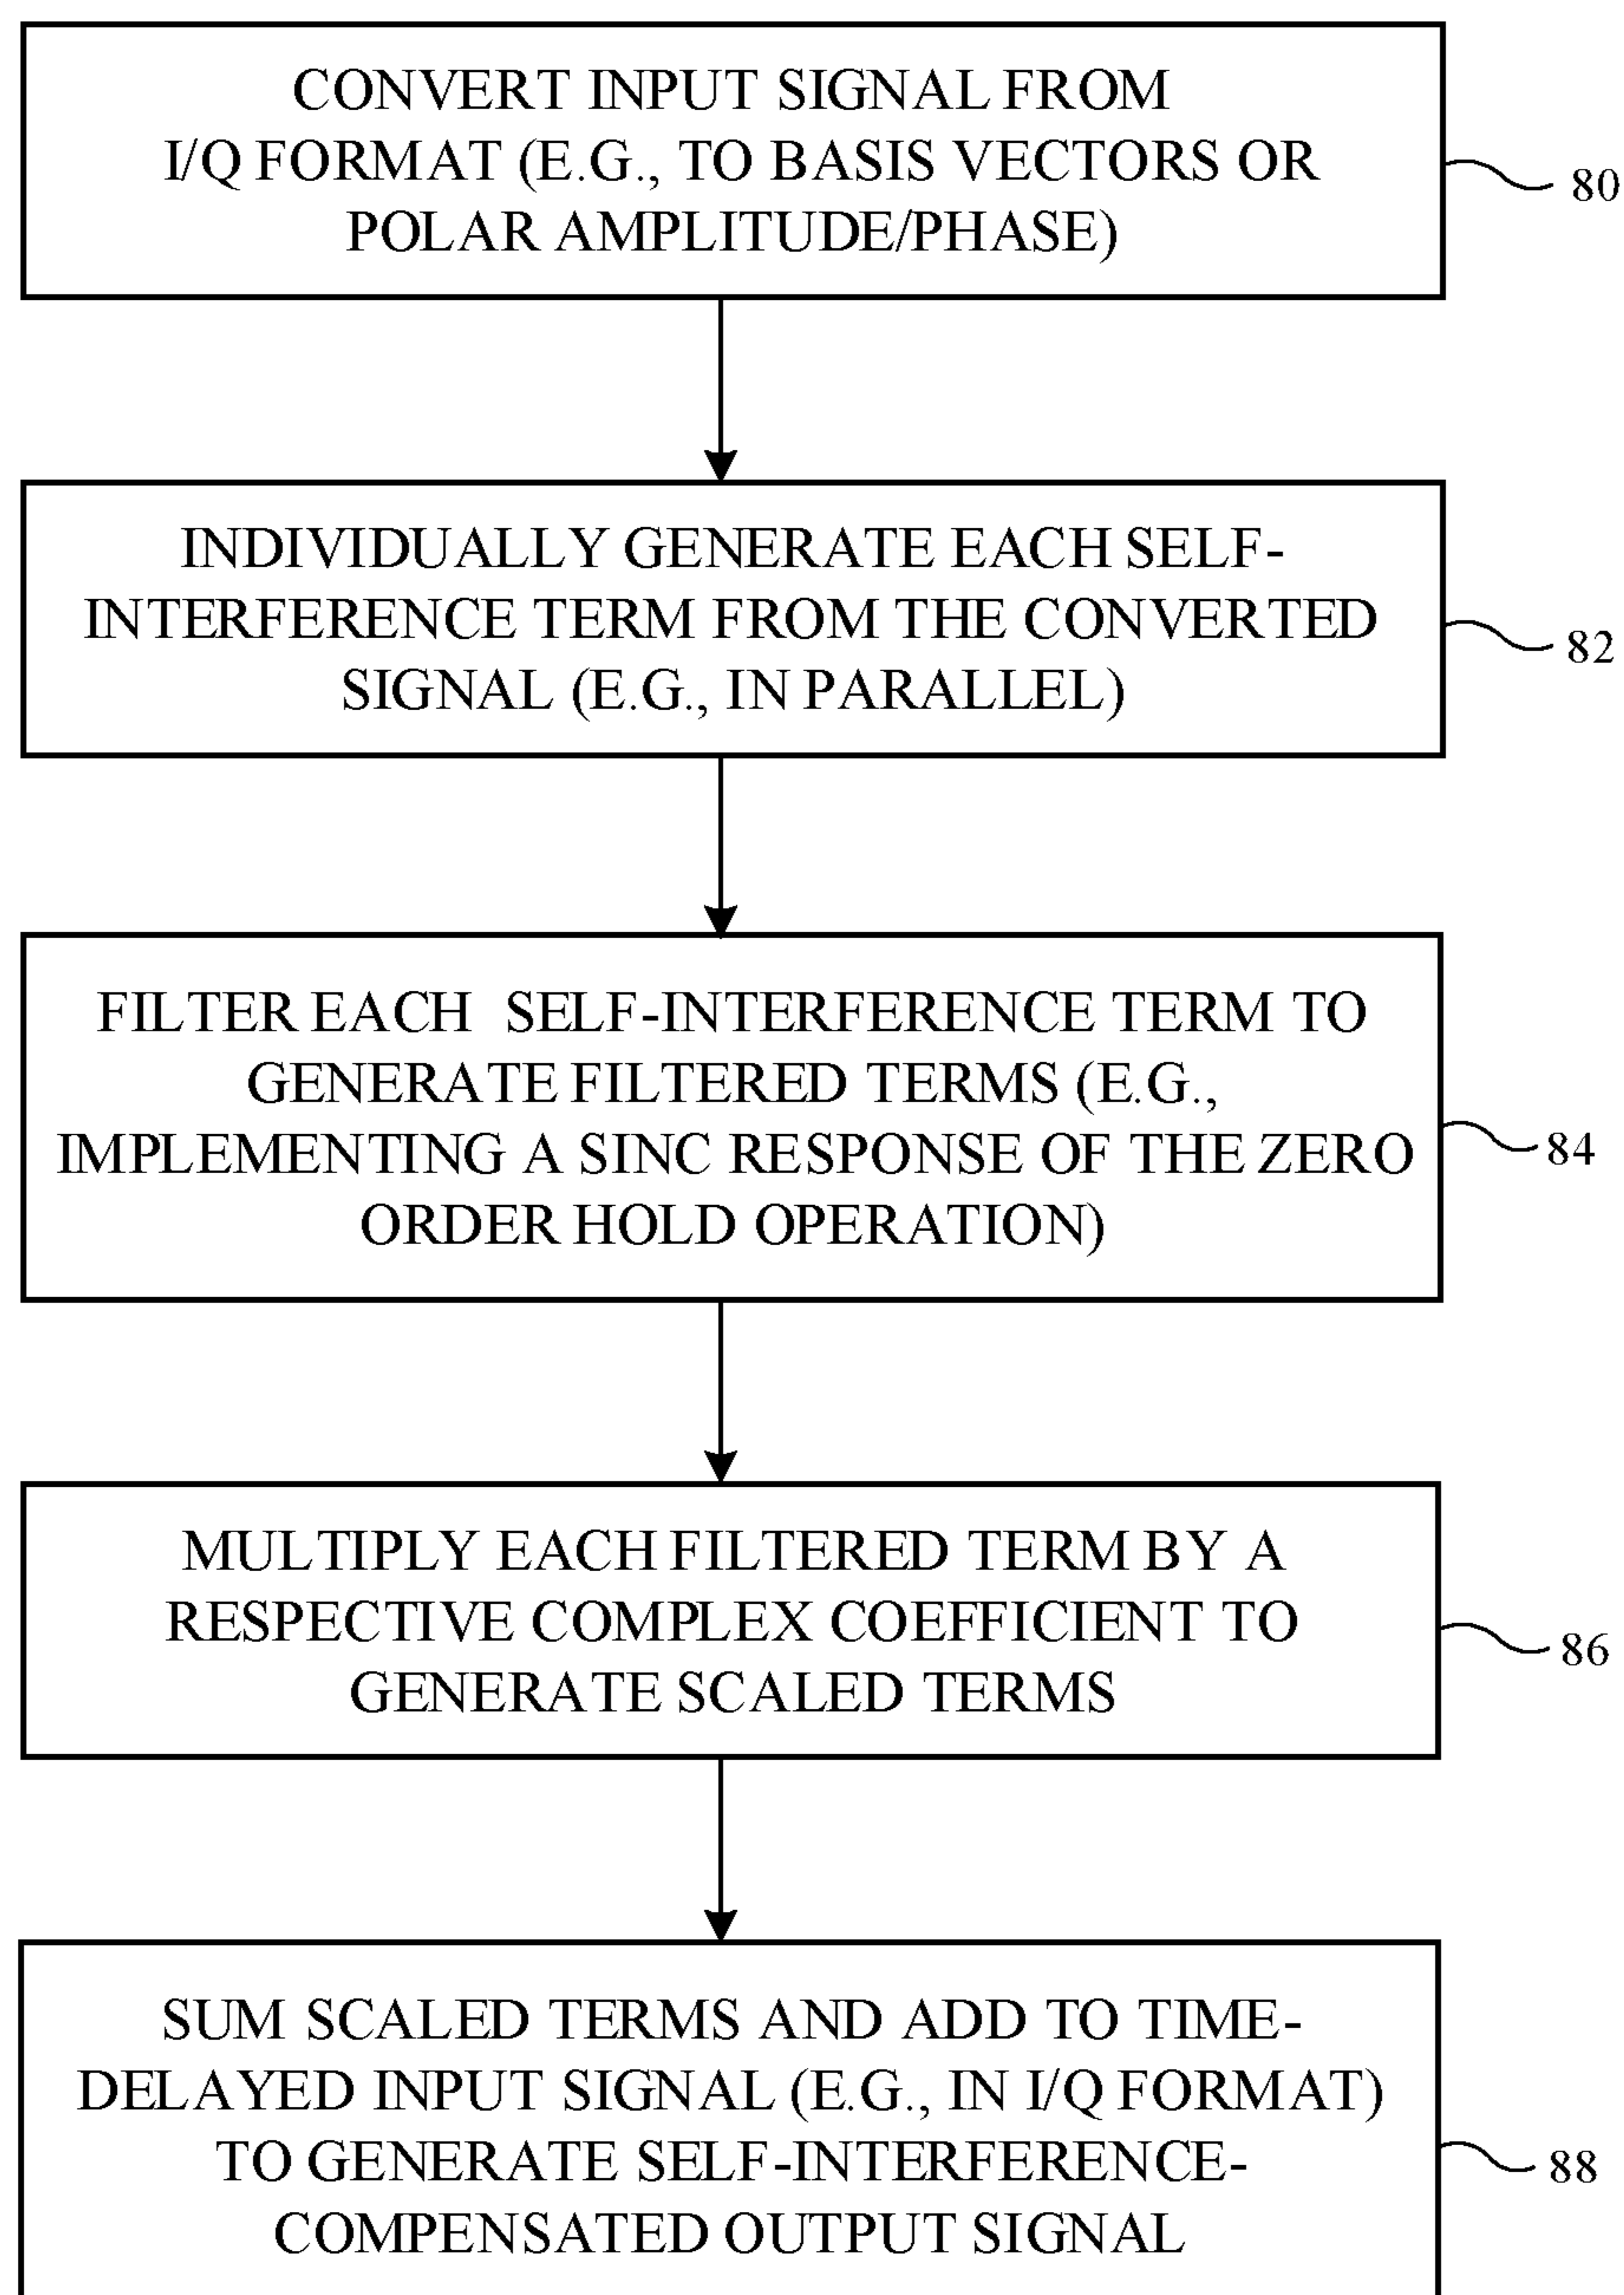 CONVERT INPUT SIGNAL FROM
I/Q FORMAT (E.G., TO BASIS VECTORS OR
POLAR AMPLITUDE/PHASE)
80
INDIVIDUALLY GENERATE EACH SELF-
INTERFERENCE TERM FROM THE CONVERTED
SIGNAL (E.G., IN PARALLEL)
82
FILTER EACH SELF-INTERFERENCE TERM TO
GENERATE FILTERED TERMS (E.G.,
IMPLEMENTING A SINC RESPONSE OF THE ZERO
ORDER HOLD OPERATION)
84
MULTIPLY EACH FILTERED TERM BY A
RESPECTIVE COMPLEX COEFFICIENT TO
GENERATE SCALED TERMS
86
SUM SCALED TERMS AND ADD TO TIME-
DELAYED INPUT SIGNAL (E.G., IN I/Q FORMAT)
TO GENERATE SELF-INTERFERENCE-
COMPENSATED OUTPUT SIGNAL
88